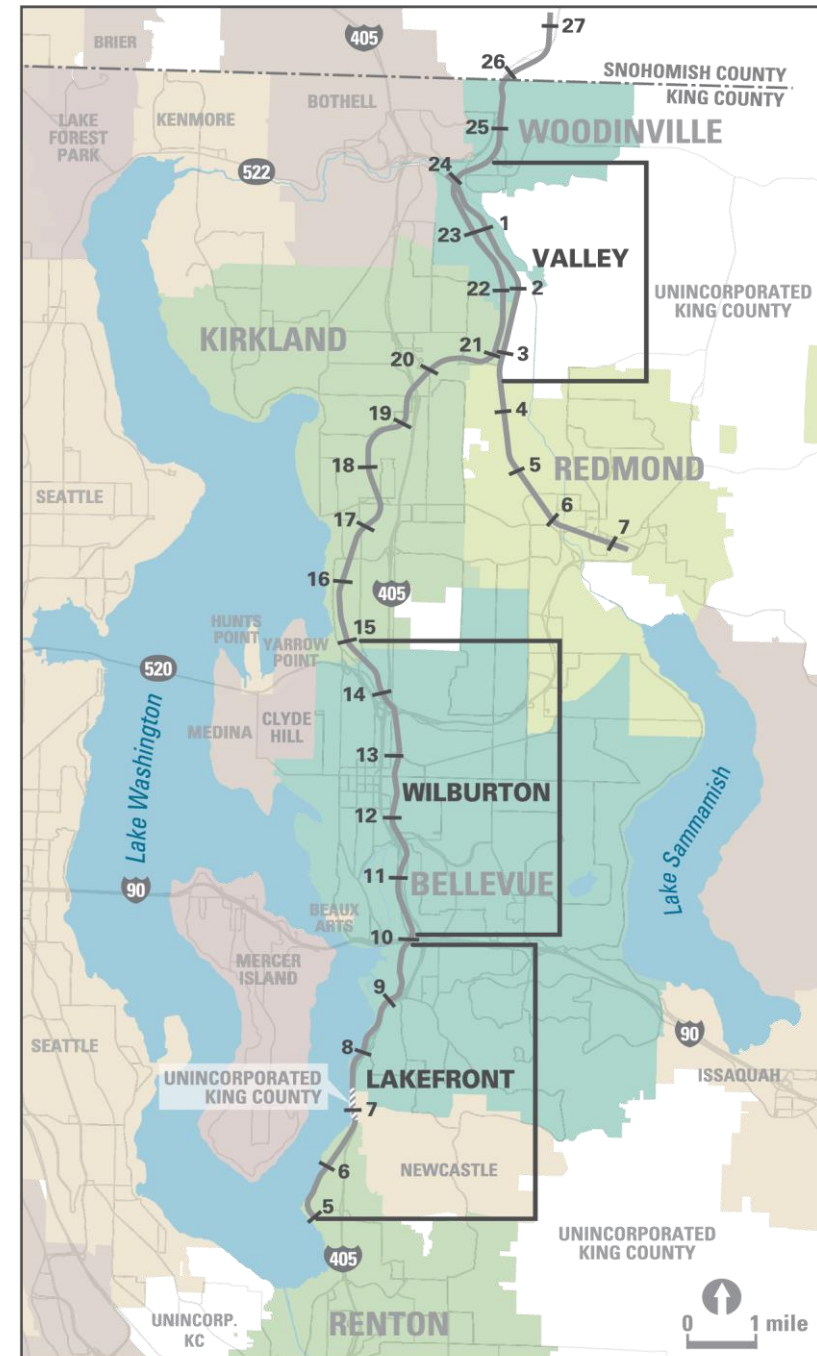 27
405
BRIER
26
SNOHOMISH COUNTY
KING COUNTY
BOTHELL
LAKE
FOREST
PARK
KENMORE
25
WOODINVILLE
24
522
1
23
VALLEY
22
2
UNINCORPORATED
KING COUNTY
KIRKLAND
21
3
20
4
19
18
5
REDMOND
SEATTLE
6
17
7
16
405
HUNTS
POINT
15
YARROW
POINT
520
14
MEDINA
CLYDE
HILL
13
WILBURTON
12
Lake Washington
Lake Sammamish
11
BELLEVUE
90
BEAUX
ARTS
10
MERCER
ISLAND
9
90
SEATTLE
8
ISSAQUAH
UNINCORPORATED
KING COUNTY
LAKEFRONT
7
6
NEWCASTLE
5
UNINCORPORATED
KING COUNTY
405
UNINCORP.
KC
RENTON
0 1 mile